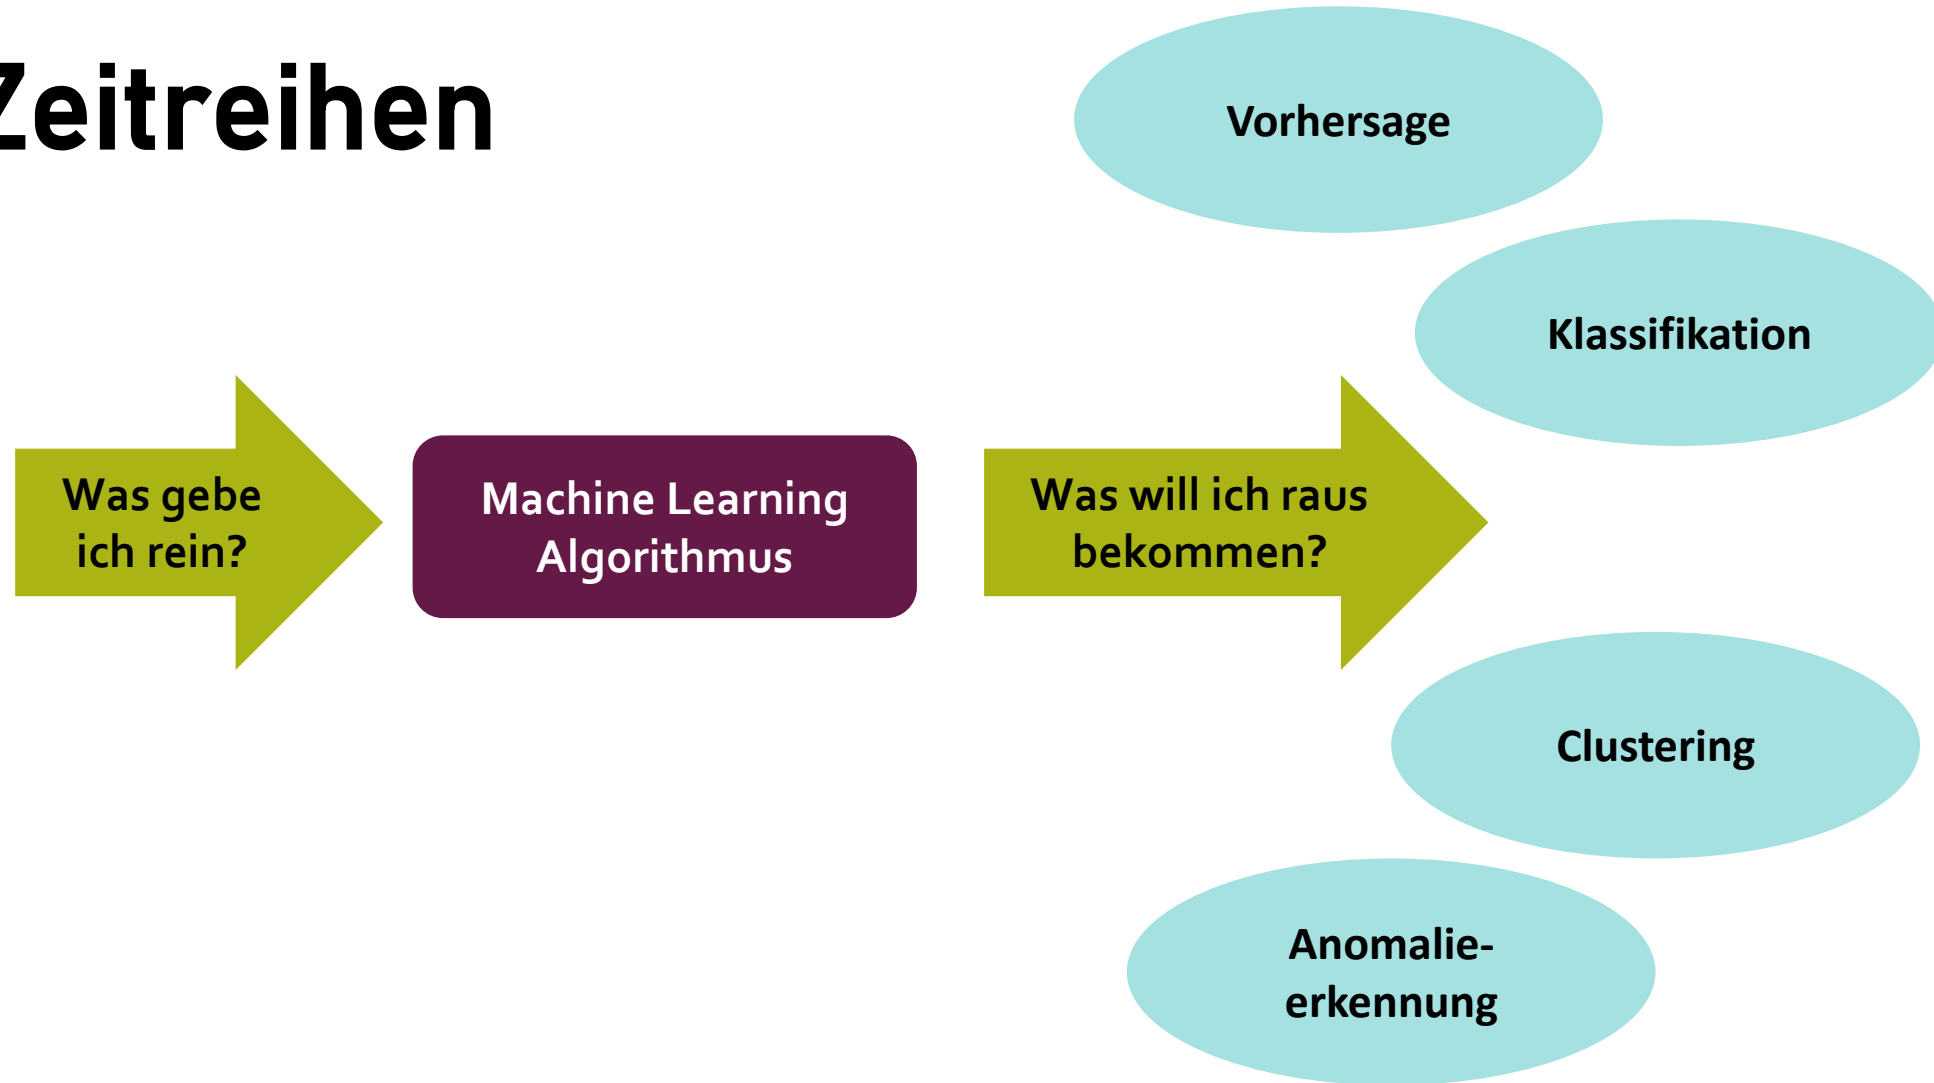 Zeitreihen
Vorhersage
Klassifikation
Was gebe
ich rein?
Machine Learning
Algorithmus
Was will ich raus
bekommen?
Clustering
Anomalie-
erkennung